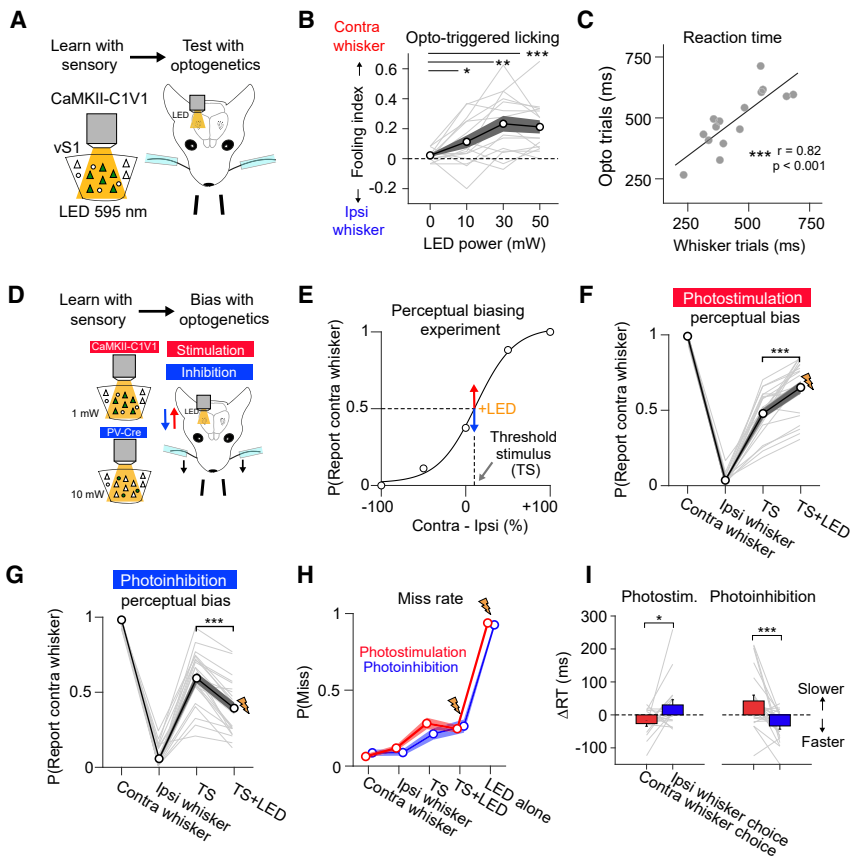 A
Learn with
sensory
Test with
optogenetics
CaMKII-C1V1
LED
vS1
LED 595 nm
B
Contra
whisker
Opto-triggered licking
***
**
*
0.6
0.4
0.2
0
-0.2
Fooling index
Ipsi
whisker
0
10
30
50
LED power (mW)
C
Reaction time
750
500
250
Opto trials (ms)
*** r = 0.82
p < 0.001
250
500
750
Whisker trials (ms)
D
Learn with
sensory
Bias with
optogenetics
CaMKII-C1V1
Stimulation
Inhibition
LED
1 mW
PV-Cre
10 mW
E
Perceptual biasing
experiment
1
0.5
0
P(Report contra whisker)
+LED
Threshold
stimulus
(TS)
-100
0
+100
Contra - Ipsi (%)
F
Photostimulation
perceptual bias
***
1
0.5
0
P(Report contra whisker)
Contra whisker
Ipsi whisker
TS
TS+LED
G
Photoinhibition
perceptual bias
***
1
0.5
0
P(Report contra whisker)
Contra whisker
Ipsi whisker
TS
TS+LED
H
Miss rate
Photostimulation
Photoinhibition
1
0.5
0
P(Miss)
Contra whisker
Ipsi whisker
TS
TS+LED
LED alone
I
Photostim.
Photoinhibition
*
***
300
200
100
0
-100
ΔRT (ms)
Slower
Faster
Contra whisker choice
Ipsi whisker choice